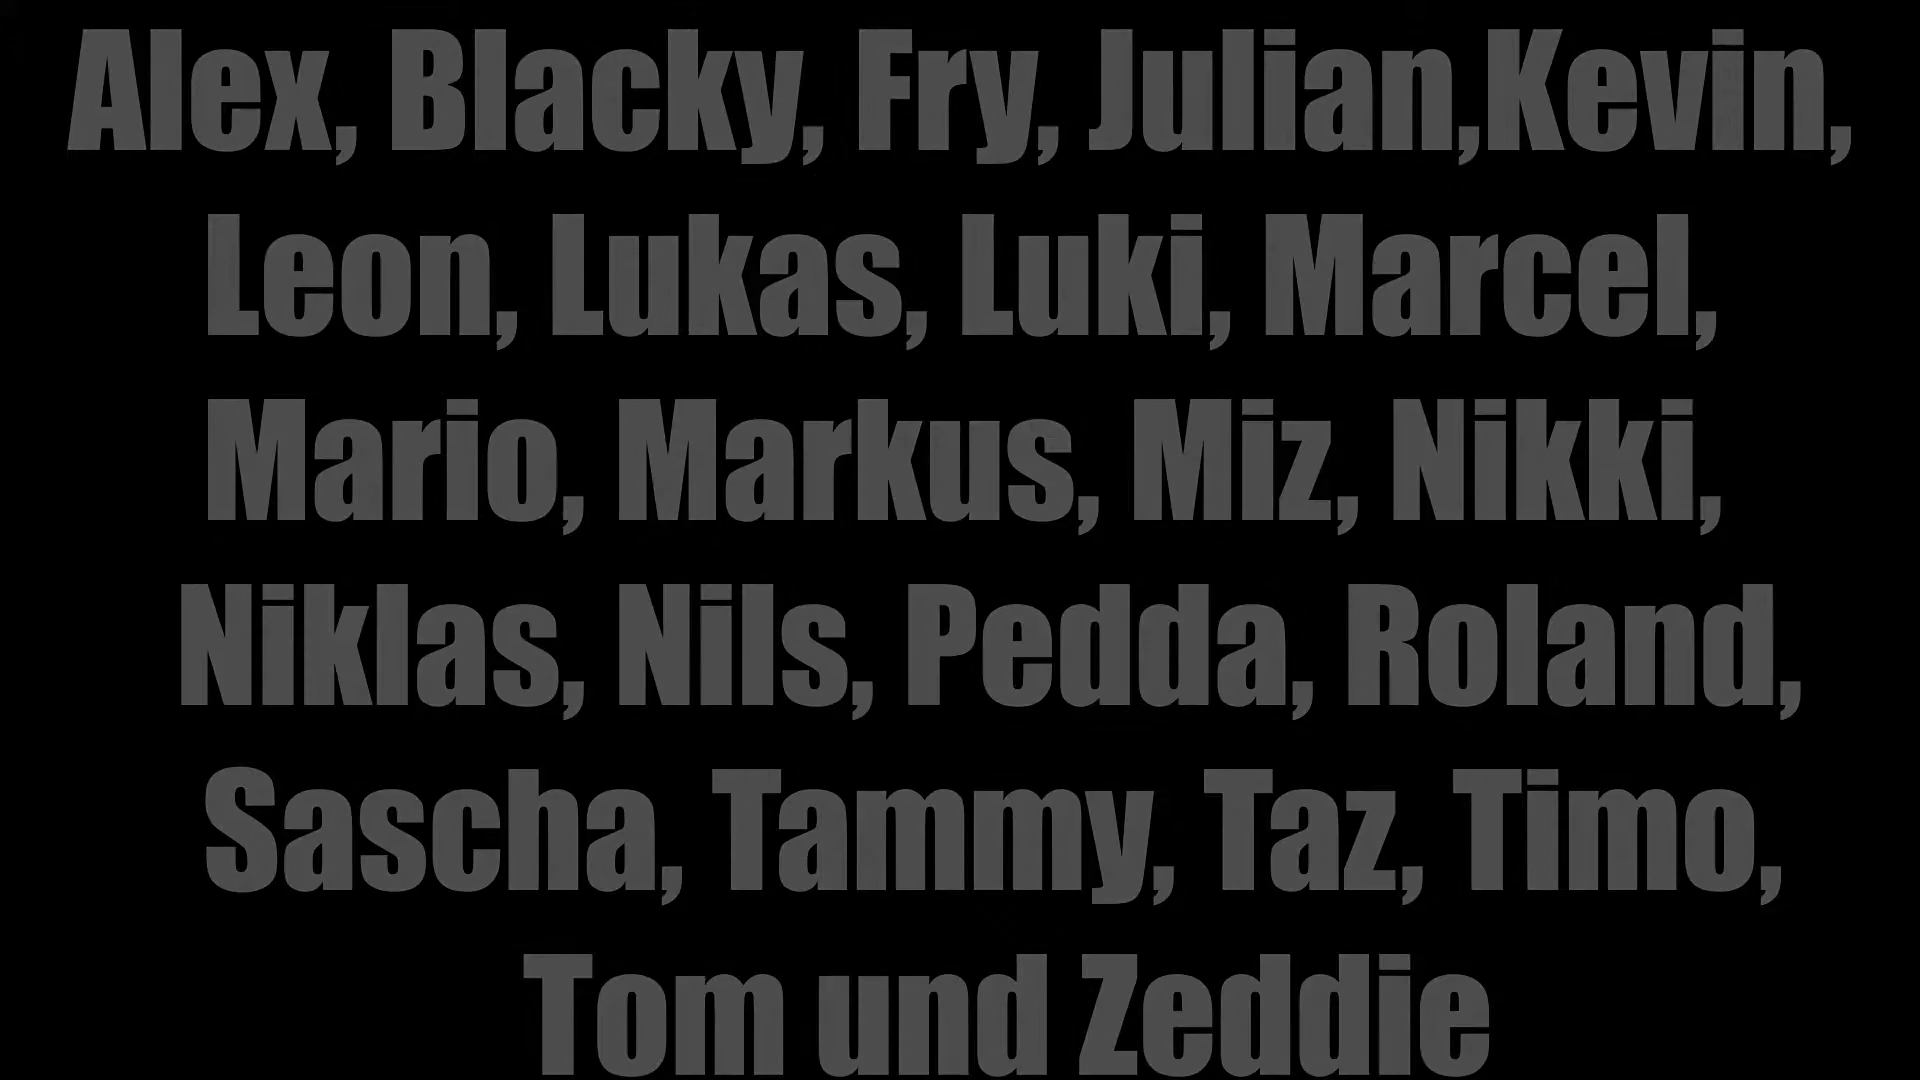 Alex, Blacky, Fry, Julian,Kevin,
Leon, Lukas, Luki, Marcel,
Mario, Markus, Miz, Nikki,
Niklas, Nils, Pedda, Roland,
Sascha, Tammy, Taz, Timo,
Tom und Zeddie